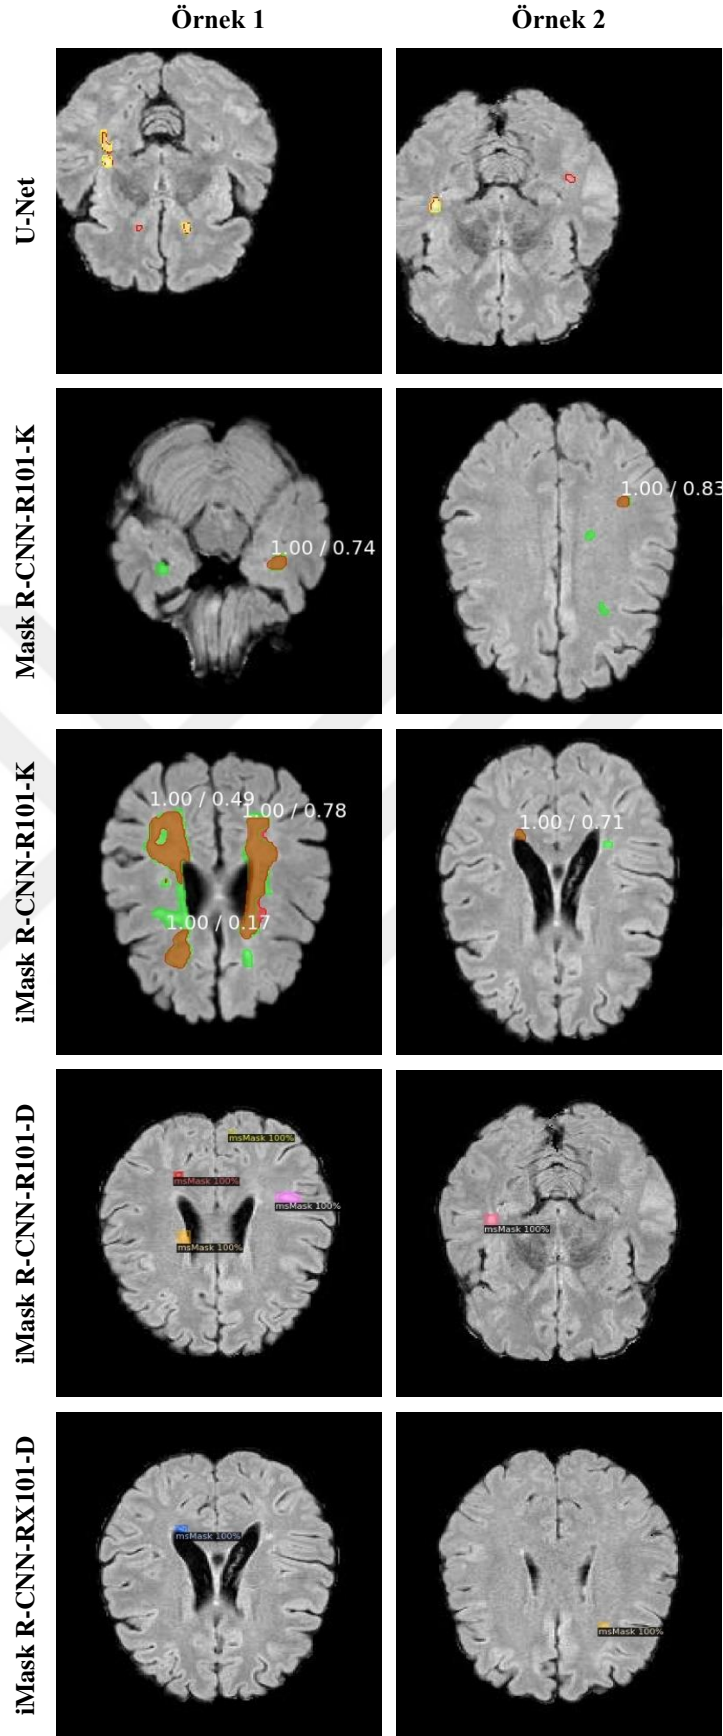 Örnek 1
Örnek 2
U-Net
Mask R-CNN-R101-K
1.00 / 0.74
1.00 / 0.83
iMask R-CNN-R101-K
1.00 / 0.49
1.00 / 0.78
1.00 / 0.17
1.00 / 0.71
iMask R-CNN-R101-D
msMask 100%
msMask 100%
msMask 100%
msMask 100%
msMask 100%
iMask R-CNN-RX101-D
msMask 100%
msMask 100%